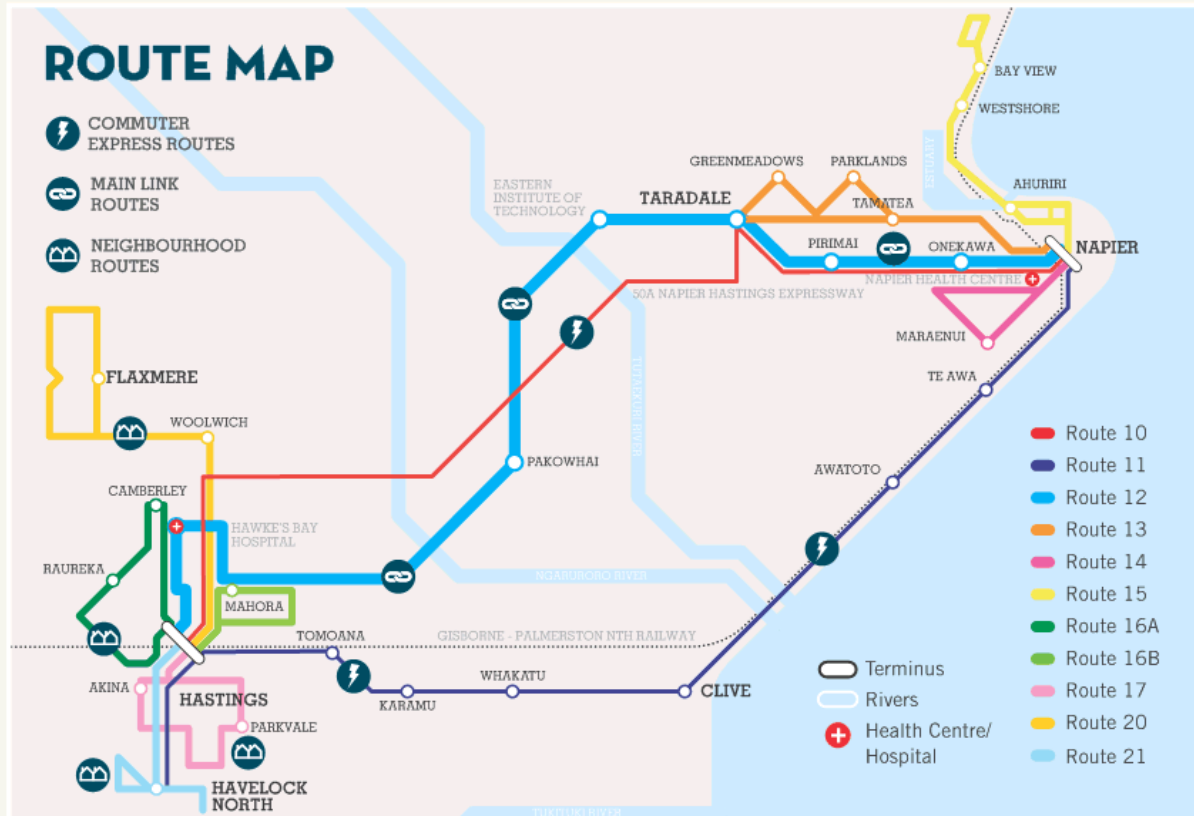 ROUTE MAP
COMMUTER
EXPRESS ROUTES
MAIN LINK
ROUTES
NEIGHBOURHOOD
ROUTES
BAY VIEW
WESTSHORE
ESTUARY
AHURIRI
NAPIER
GREENMEADOWS
PARKLANDS
EASTERN
INSTITUTE OF
TECHNOLOGY
TARADALE
TAMATEA
PIRIMAI
ONEKAWA
NAPIER HEALTH CENTRE
50A NAPIER HASTINGS EXPRESSWAY
MARAENUI
TE AWA
TUTAEKURI RIVER
FLAXMERE
WOOLWICH
PAKOWHAI
AWATOTO
CAMBERLEY
HAWKE'S BAY
HOSPITAL
RAUREKA
NGARURORO RIVER
MAHORA
TOMOANA
GISBORNE - PALMERSTON NTH RAILWAY
AKINA
HASTINGS
KARAMU
WHAKATU
CLIVE
PARKVALE
HAVELOCK
NORTH
TUKITUKI RIVER
Route 10
Route 11
Route 12
Route 13
Route 14
Route 15
Route 16A
Route 16B
Route 17
Route 20
Route 21
Terminus
Rivers
Health Centre/
Hospital